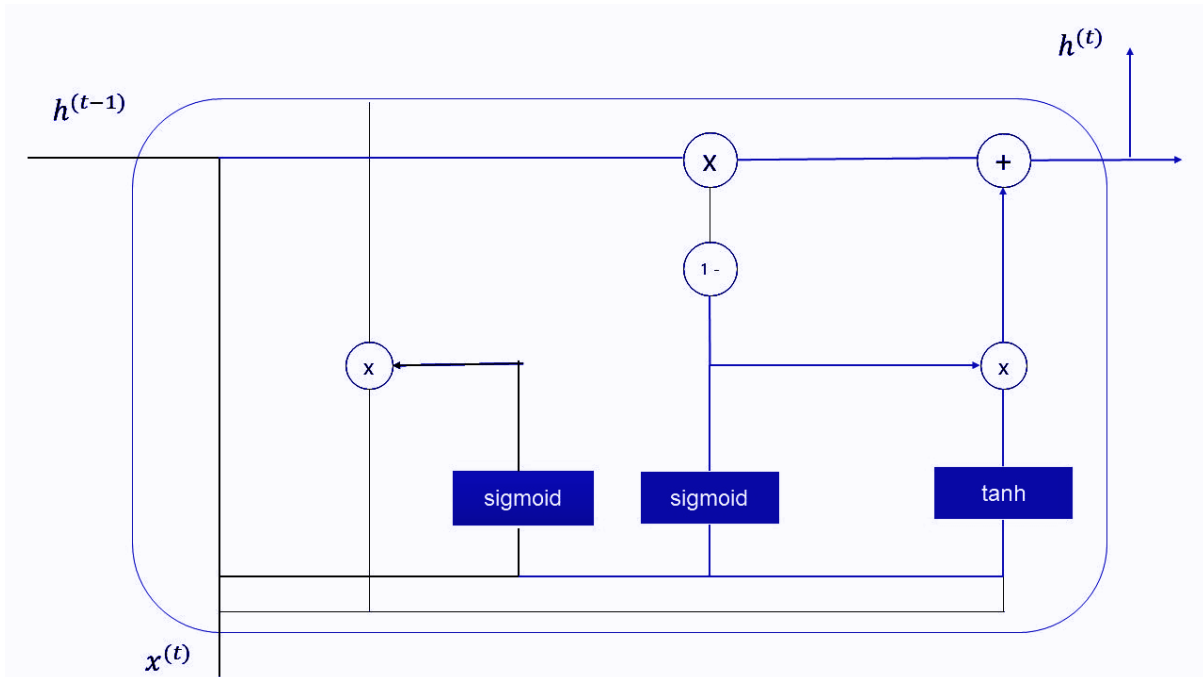 h^{(t)}
h^{(t-1)}
X
+
1 -
x
x
sigmoid
sigmoid
tanh
x^{(t)}